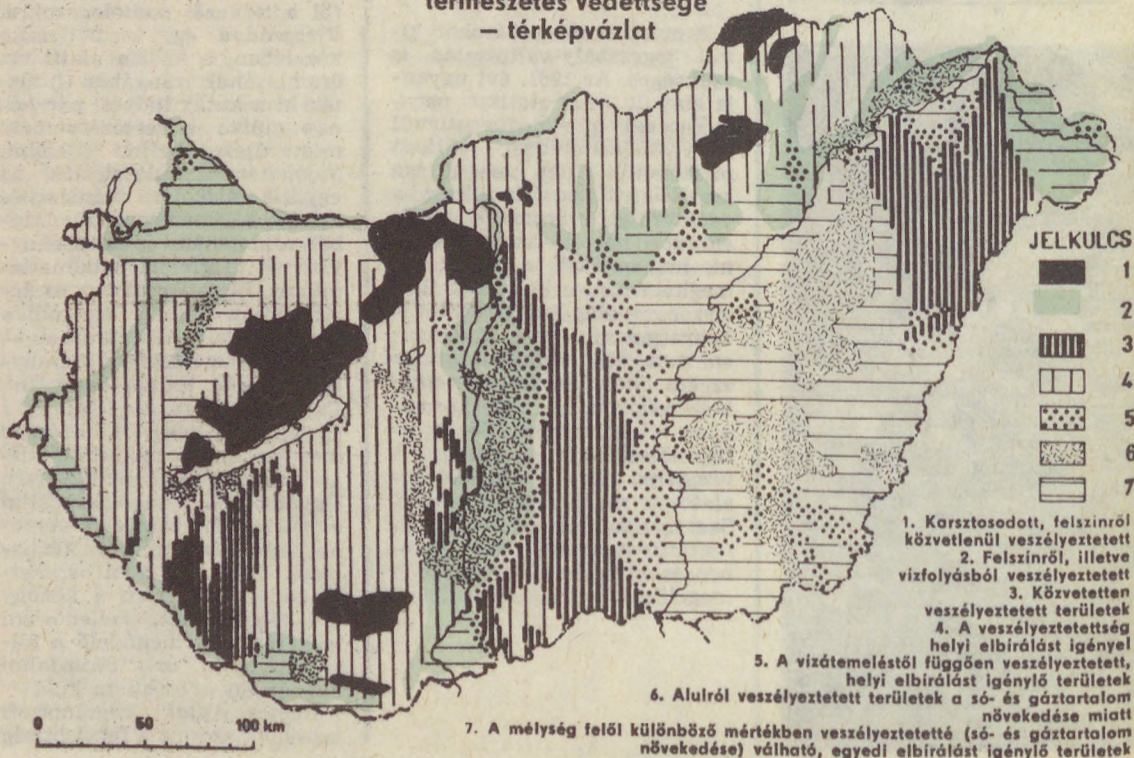 természetes védettsége
— térképvázlat
JELKULCS
1
2
3
4
5
6
7
1. Karsztosodott, felszínről
közvetlenül veszélyeztetett
2. Felszínről, illetve
vízfolyásból veszélyeztetett
3. Közvetetten
veszélyeztetett területek
4. A veszélyeztetettség
helyi elbírálást igényel
5. A vízátemeléstől függően veszélyeztetett,
helyi elbírálást igénylő területek
6. Alulról veszélyeztetett területek a só- és gáztartalom
növekedése miatt
7. A mélység felől különböző mértékben veszélyeztetetté (só- és gáztartalom
növekedése) válható, egyedi elbírálást igénylő területek
0 50 100 km